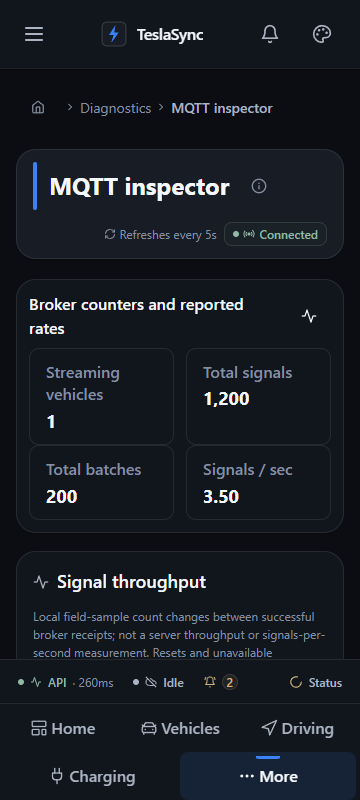 TeslaSync
Diagnostics
MQTT inspector
MQTT inspector
Refreshes every 5s
Connected
Broker counters and reported
rates
Streaming
vehicles
1
Total signals
1,200
Total batches
200
Signals / sec
3.50
Signal throughput
Local field-sample count changes between successful
broker receipts; not a server throughput or signals-per-
second measurement. Resets and unavailable
API · 260ms
Idle
2
Status
Home
Vehicles
Driving
Charging
More